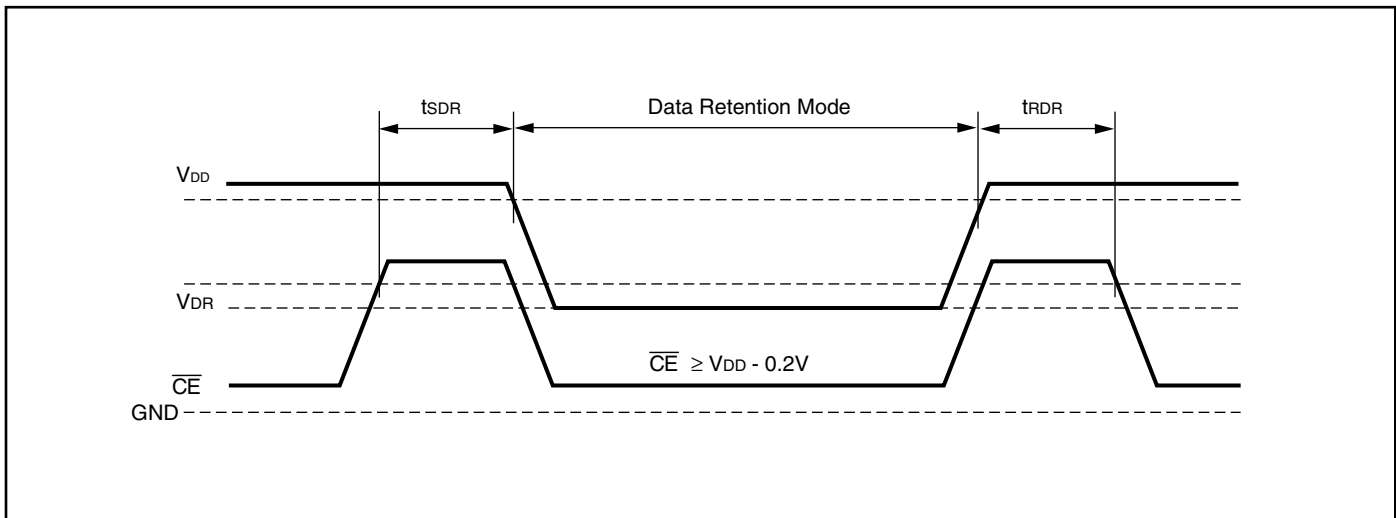 tSDR
Data Retention Mode
tRDR
VDD
VDR
CE ≥ VDD - 0.2V
CE
GND